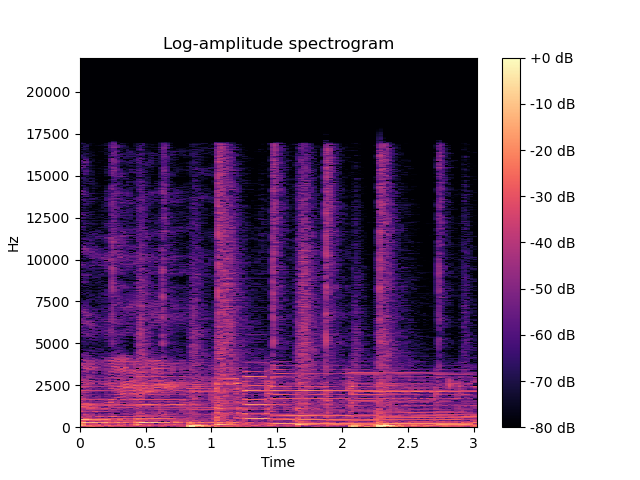 Log-amplitude spectrogram
Hz
20000
17500
15000
12500
10000
7500
5000
2500
0
0 0.5 1 1.5 2 2.5 3
Time
+0 dB
-10 dB
-20 dB
-30 dB
-40 dB
-50 dB
-60 dB
-70 dB
-80 dB